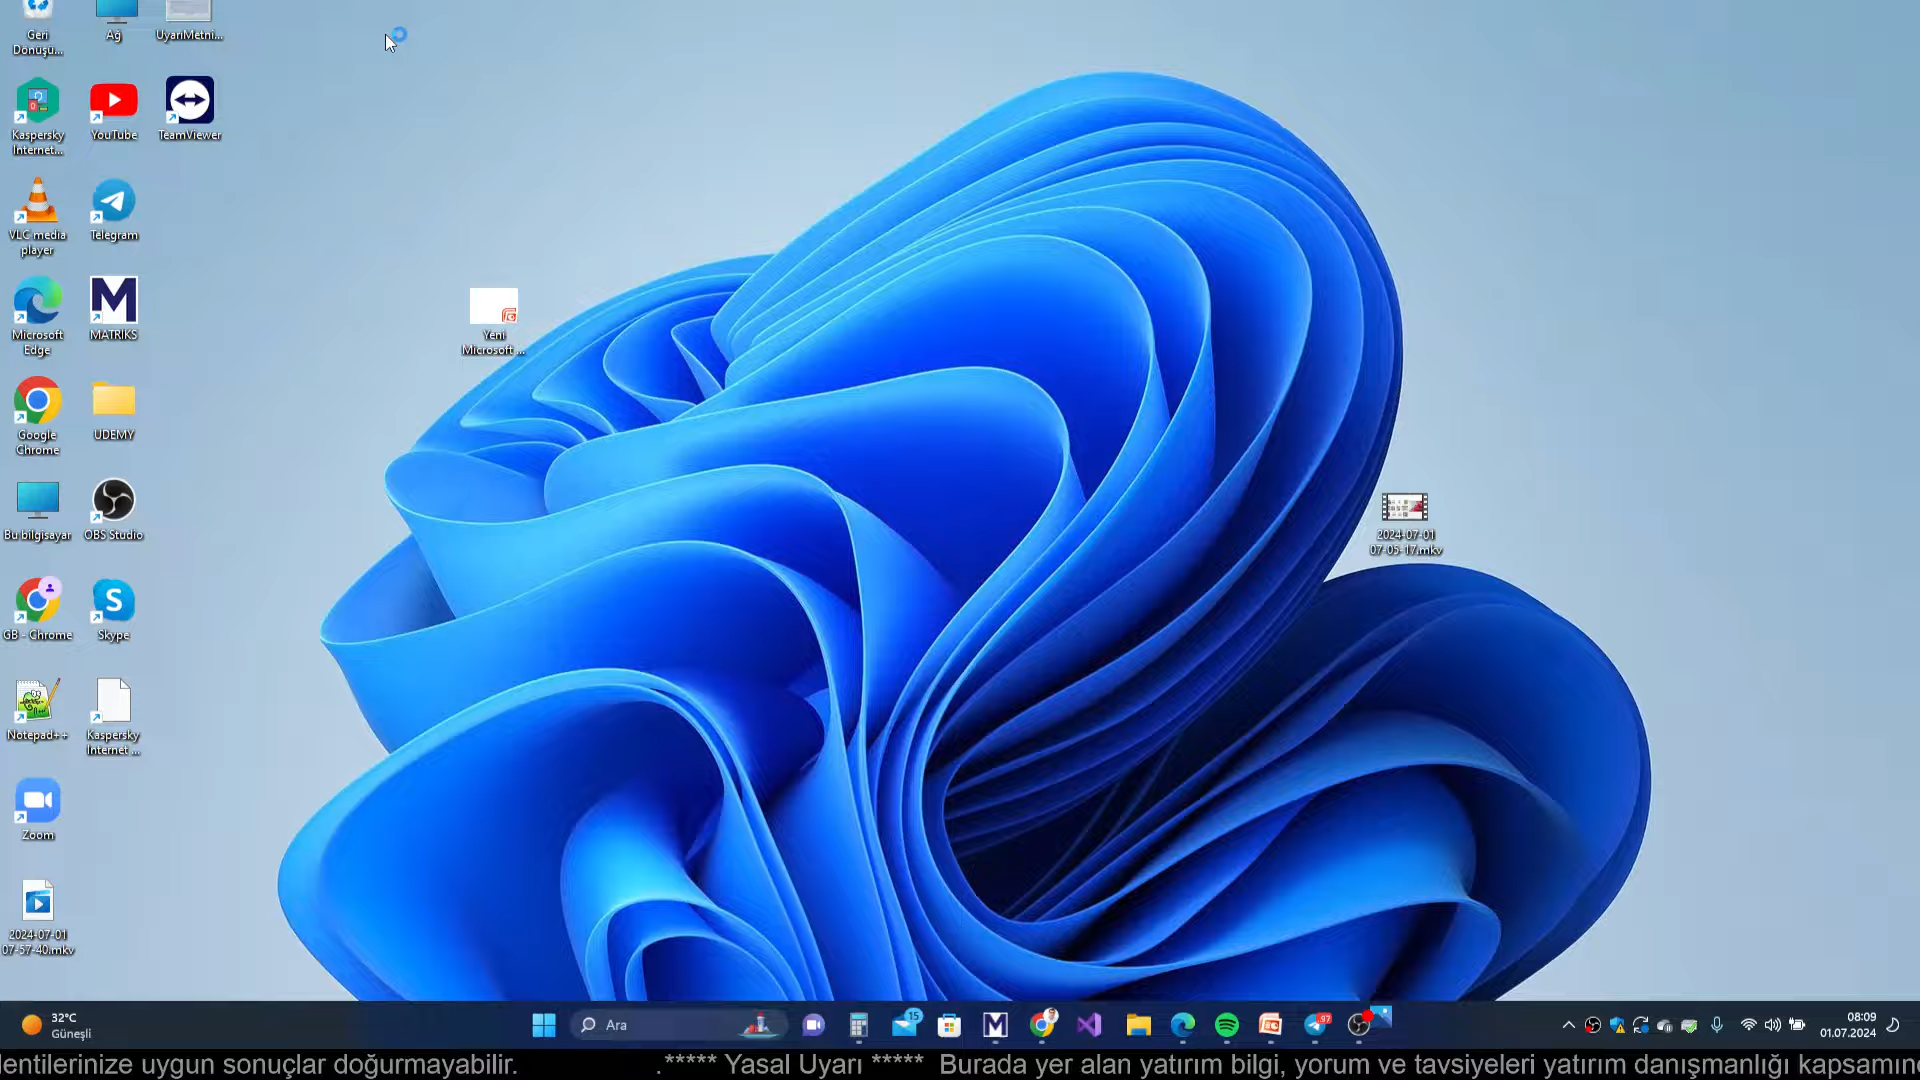 Geri
Dönüşü...
Ağ
UyarıMetni...
Kaspersky
Internet...
YouTube
TeamViewer
VLC media
player
Telegram
Microsoft
Edge
MATRIKS
Yeni
Microsoft ...
Google
Chrome
UDEMY
Bu bilgisayar
OBS Studio
2024-07-01
07-05-17.mkv
GB - Chrome
Skype
Notepad++
Kaspersky
Internet ...
Zoom
2024-07-01
07-57-40.mkv
32°C
Güneşli
Ara
15
97
08:09
01.07.2024
lentilerinize uygun sonuçlar doğurmayabilir. .***** Yasal Uyarı ***** Burada yer alan yatırım bilgi, yorum ve tavsiyeleri yatırım danışmanlığı kapsamın